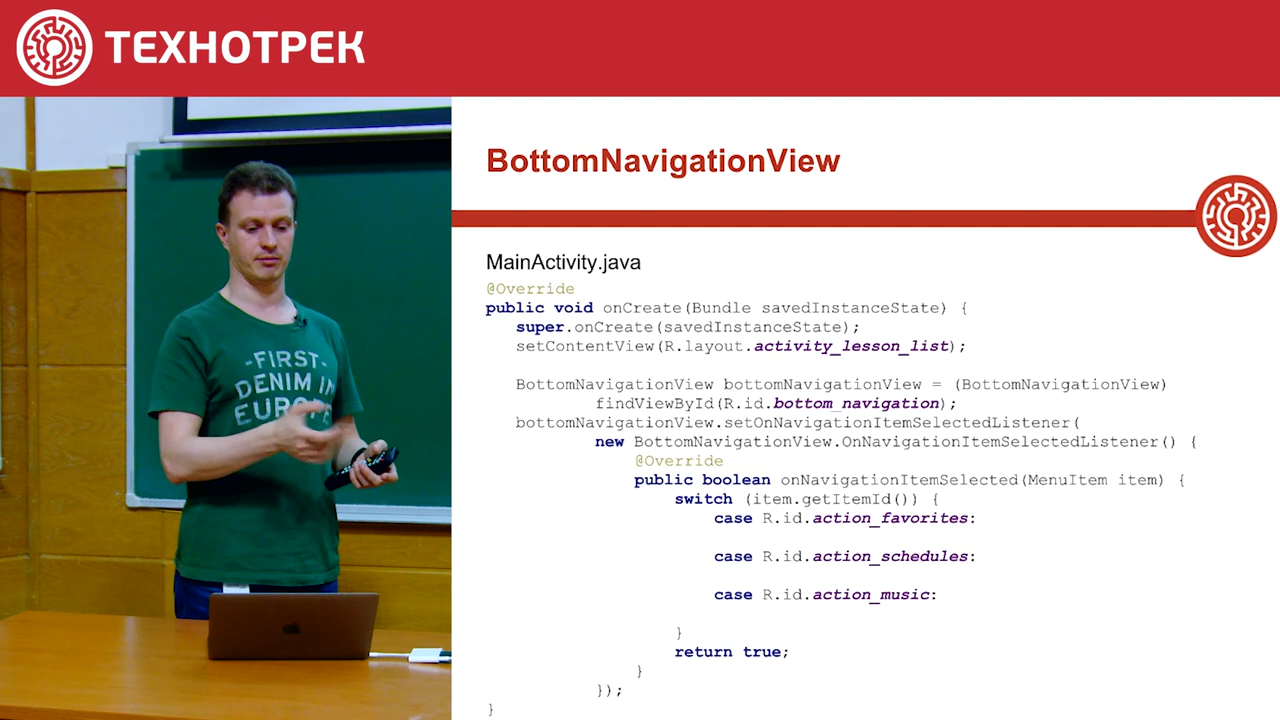 ТЕХНОТРЕК
BottomNavigationView
-FIRST-
DENIM IN
EUROPE
MainActivity.java
@Override
public void onCreate(Bundle savedInstanceState) {
super.onCreate(savedInstanceState);
setContentView(R.layout.activity_lesson_list);
BottomNavigationView bottomNavigationView = (BottomNavigationView)
findViewById(R.id.bottom_navigation);
bottomNavigationView.setOnNavigationItemSelectedListener(
new BottomNavigationView.OnNavigationItemSelectedListener() {
@Override
public boolean onNavigationItemSelected(MenuItem item) {
switch (item.getItemId()) {
case R.id.action_favorites:
case R.id.action_schedules:
case R.id.action_music:
}
return true;
}
});
}